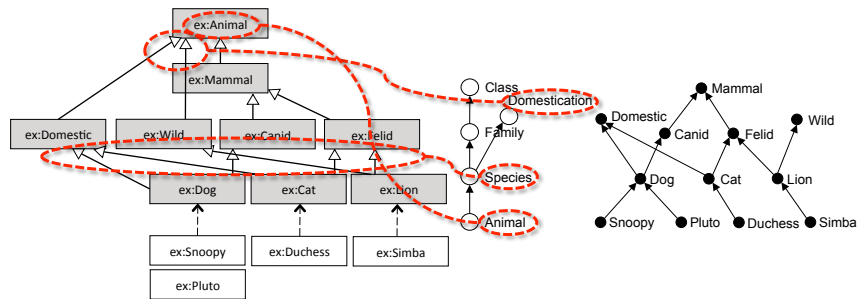 ex:Animal
ex:Mammal
ex:Domestic
ex:Wild
ex:Canid
ex:Felid
ex:Dog
ex:Cat
ex:Lion
ex:Snoopy
ex:Duchess
ex:Simba
ex:Pluto
Class
Domestication
Family
Species
Animal
Mammal
Domestic
Wild
Canid
Felid
Dog
Cat
Lion
Snoopy
Pluto
Duchess
Simba